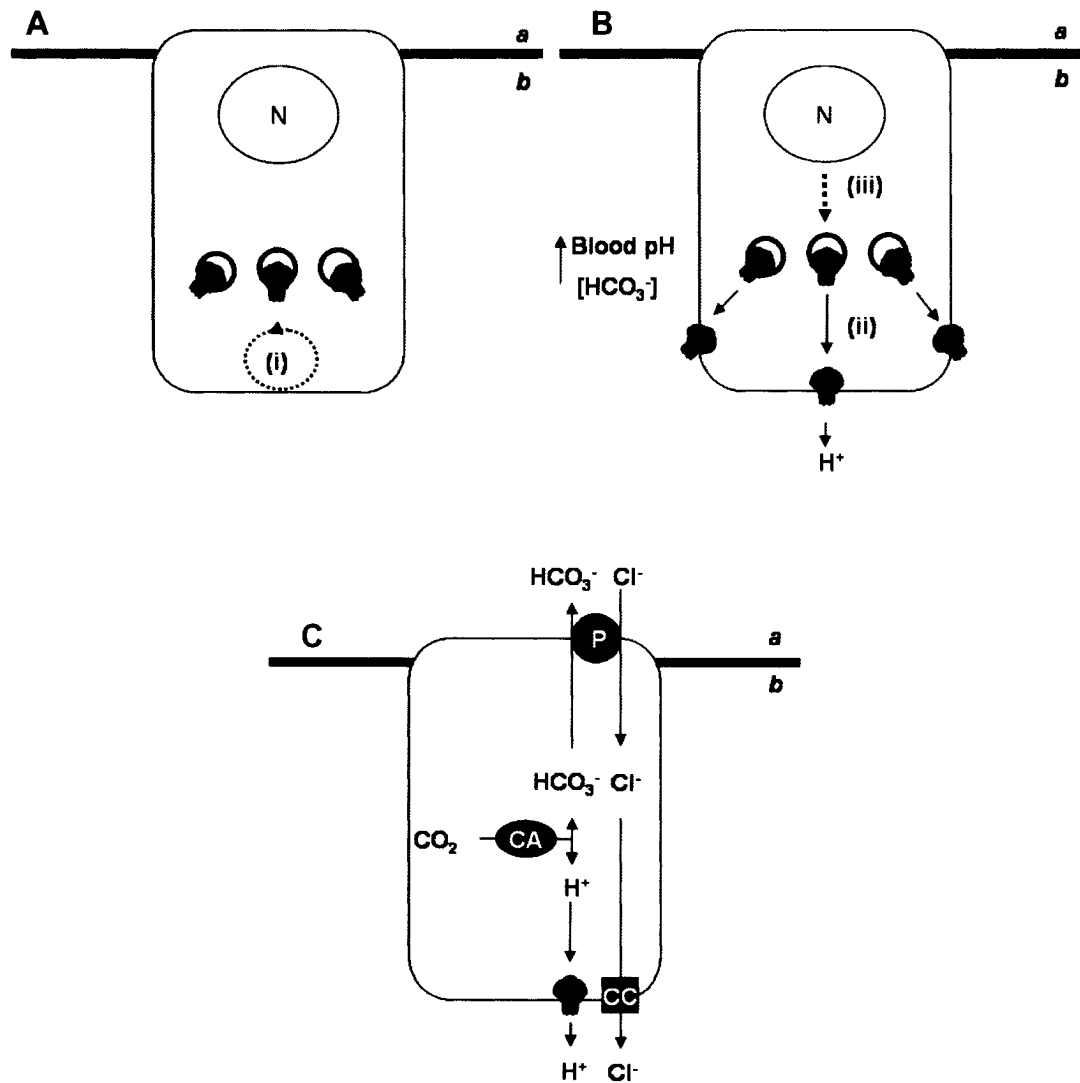 A
a
b
N
(i)
B
a
b
N
(iii)
Blood pH
[HCO₃⁻]
(ii)
H⁺
C
HCO₃⁻ Cl⁻
P
a
b
HCO₃⁻ Cl⁻
CO₂ CA
H⁺
CC
H⁺ Cl⁻